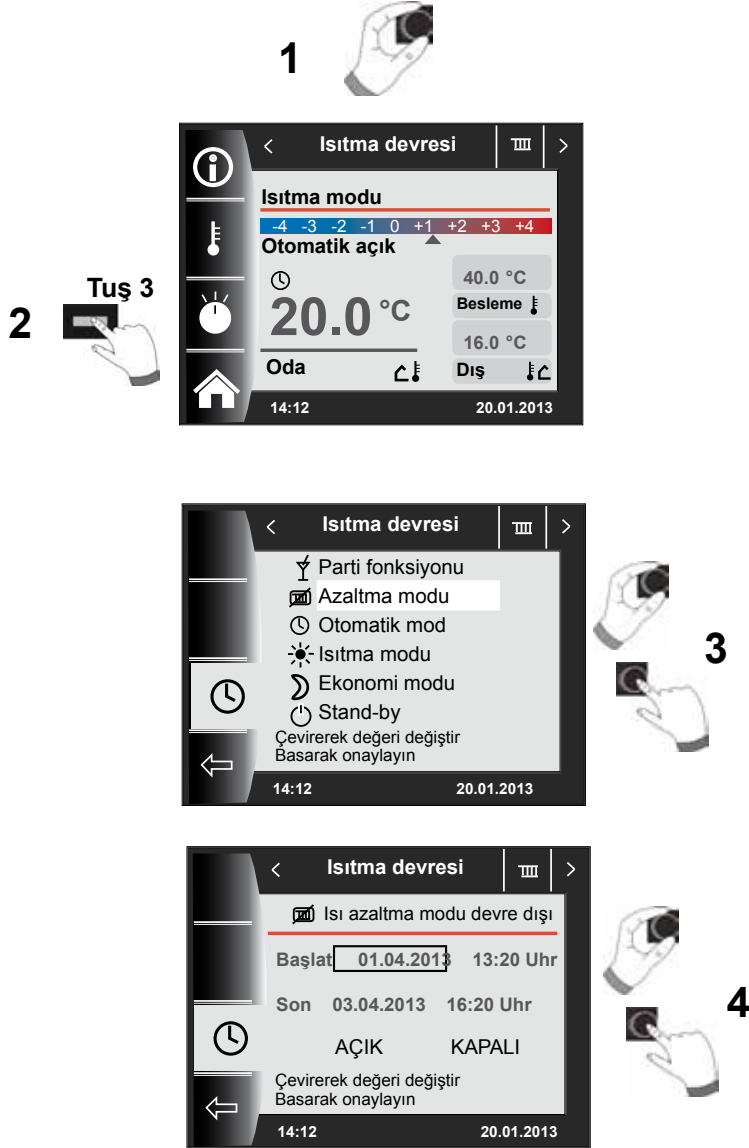 1
< Isıtma devresi >
Isıtma modu
-4 -3 -2 -1 0 +1 +2 +3 +4
Otomatik açık
20.0 °C
40.0 °C
Besleme
16.0 °C
Oda
Dış
14:12 20.01.2013
2 Tuş 3
< Isıtma devresi >
Parti fonksiyonu
Azaltma modu
Otomatik mod
Isıtma modu
Ekonomi modu
Stand-by
Çevirerek değeri değiştir
Basarak onaylayın
14:12 20.01.2013
3
< Isıtma devresi >
Isı azaltma modu devre dışı
Başlat 01.04.2013 13:20 Uhr
Son 03.04.2013 16:20 Uhr
AÇIK KAPALI
Çevirerek değeri değiştir
Basarak onaylayın
14:12 20.01.2013
4